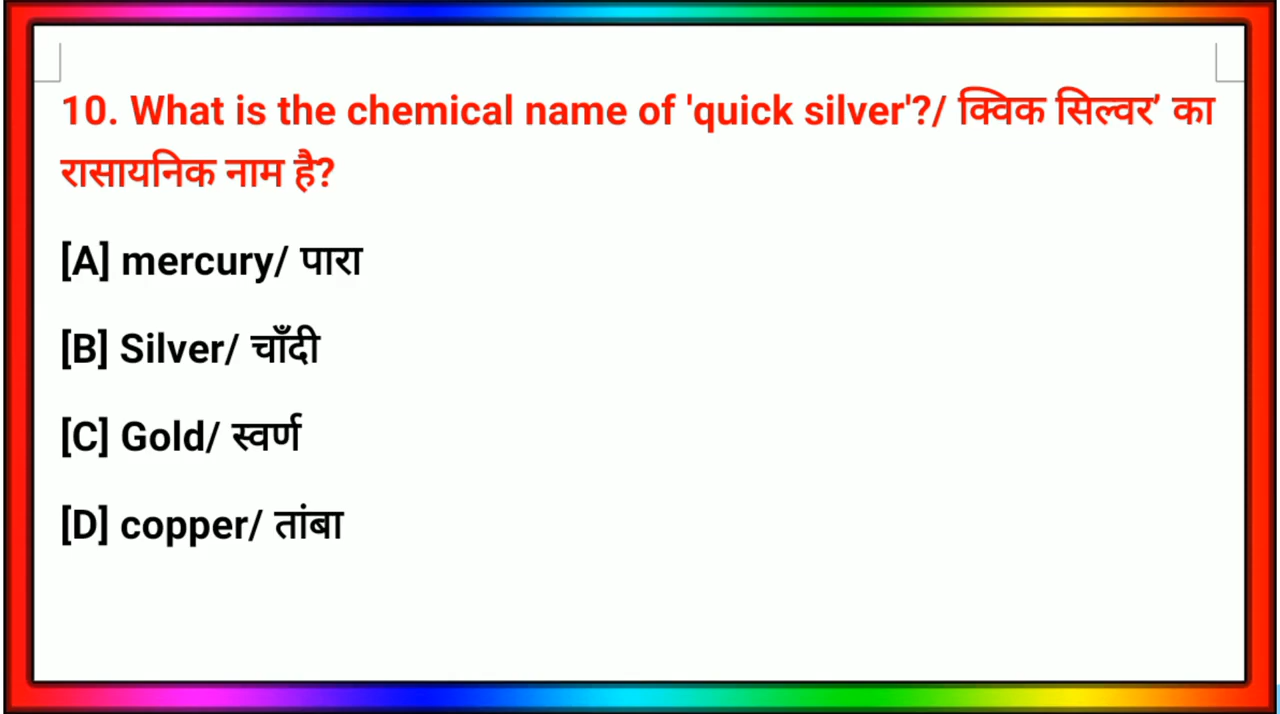 10. What is the chemical name of 'quick silver'?/ क्विक सिल्वर’ का
रासायनिक नाम है?
[A] mercury/ पारा
[B] Silver/ चाँदी
[C] Gold/ स्वर्ण
[D] copper/ तांबा